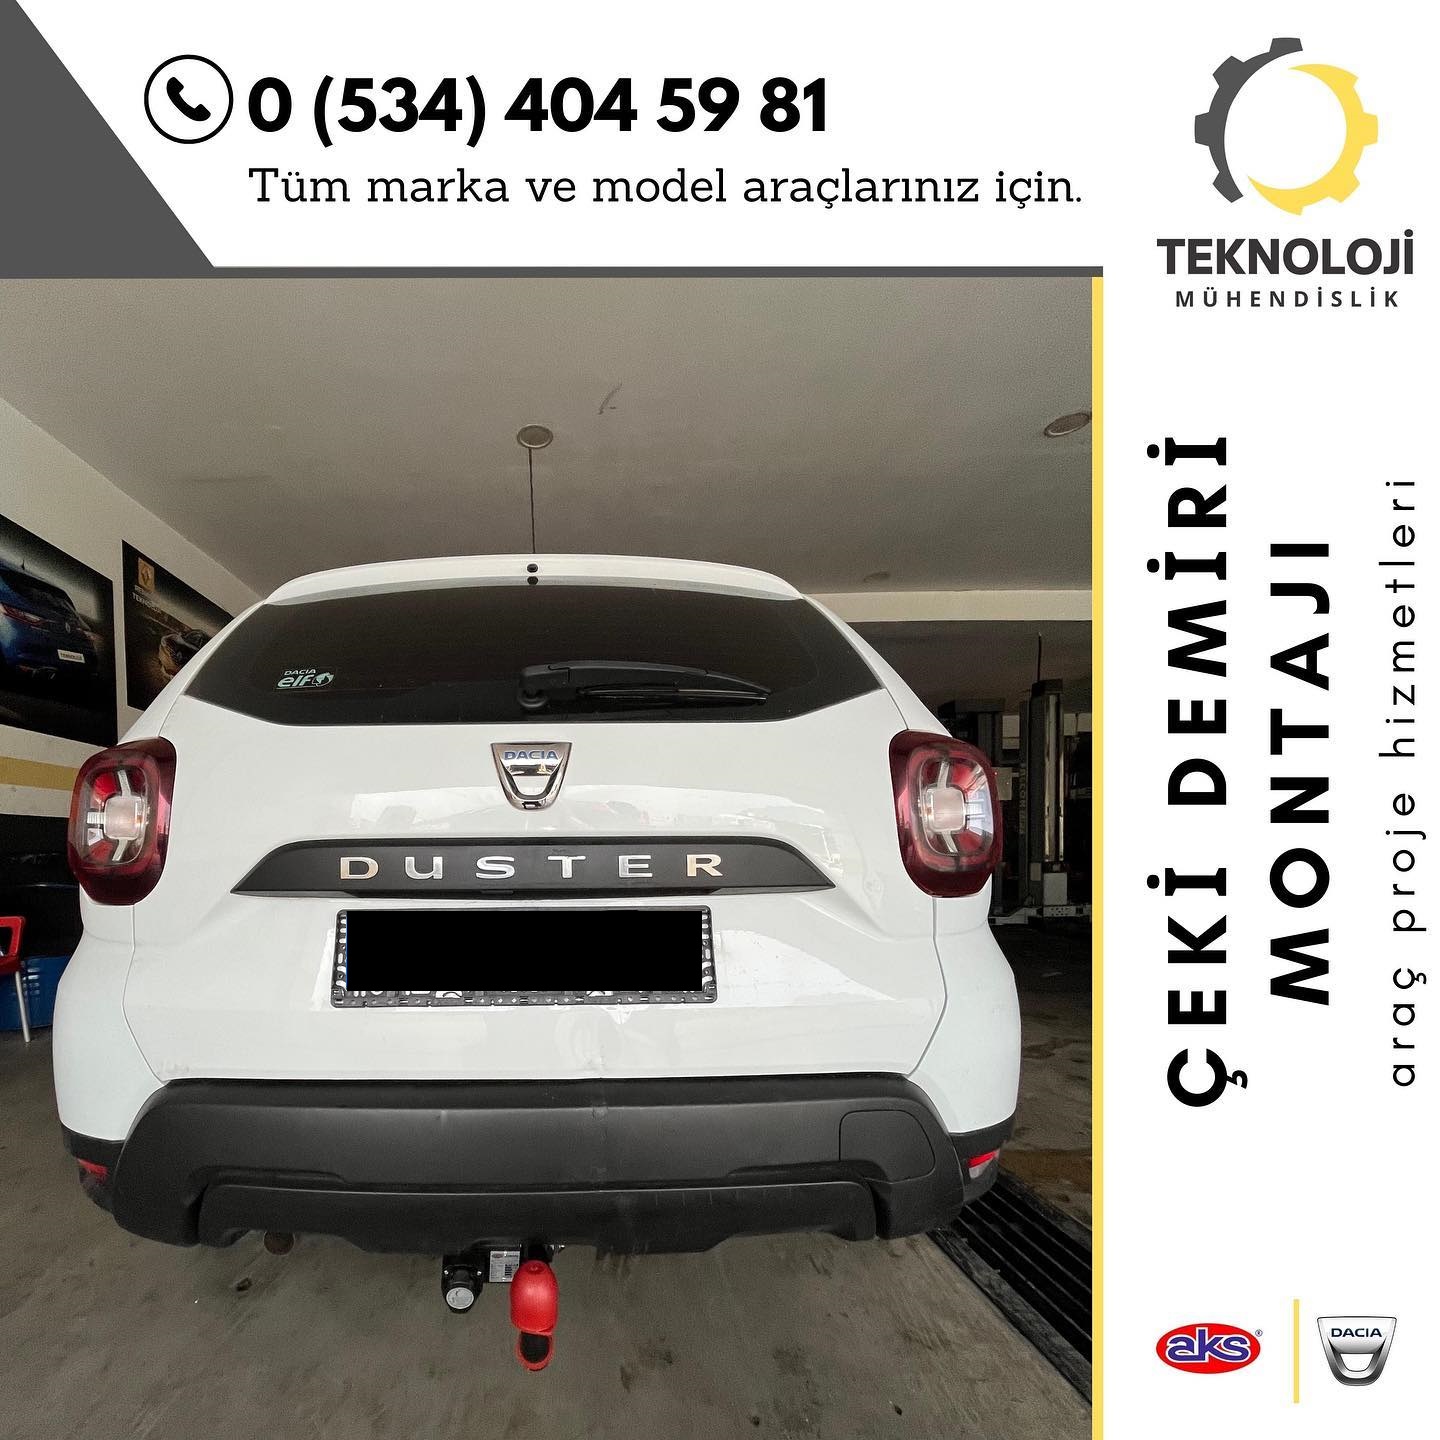 0 (534) 404 59 81
Tüm marka ve model araçlarınız için.
TEKNOLOJİ
MÜHENDİSLİK
ÇEKİ DEMİRİ
MONTAJI
araç proje hizmetleri
DACIA
elf
DACIA
DUSTER
aks
DACIA